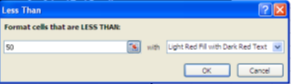 Less Than
Format cells that are LESS THAN:
50 with Light Red Fill with Dark Red Text
OK Cancel